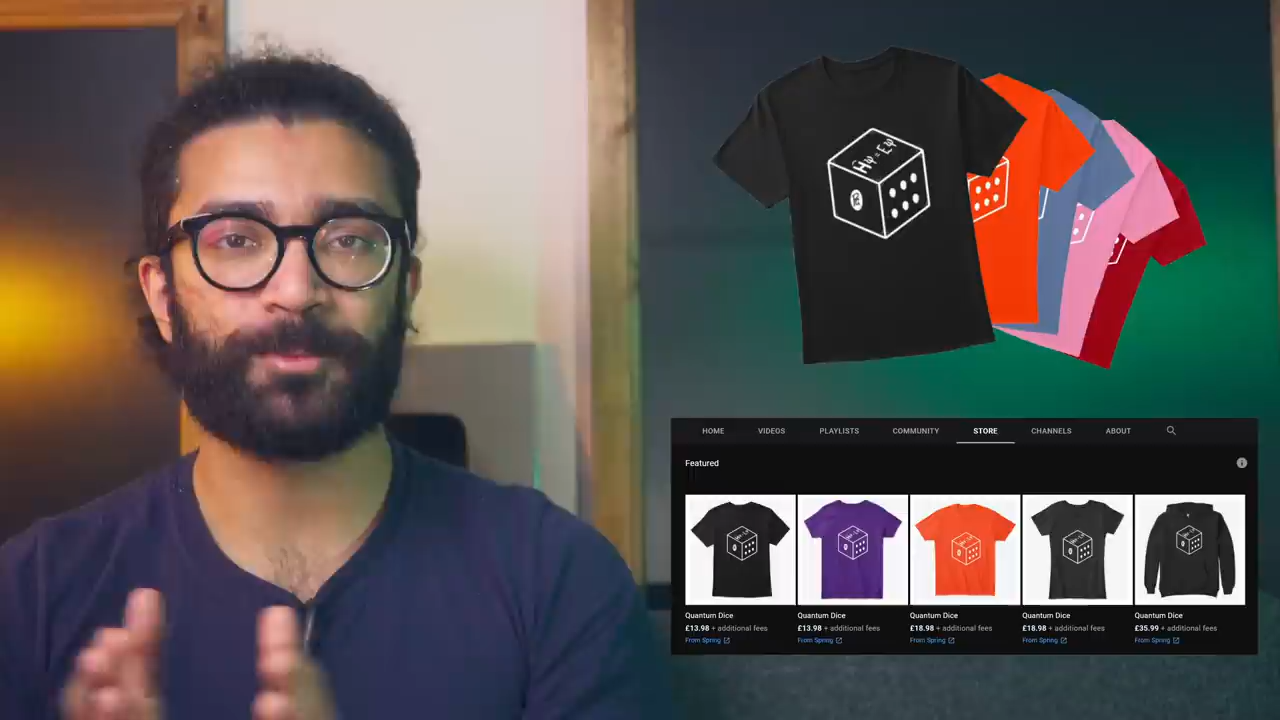 Ĥψ = Eψ
HOME VIDEOS PLAYLISTS COMMUNITY STORE CHANNELS ABOUT
Featured
Quantum Dice Quantum Dice Quantum Dice Quantum Dice Quantum Dice
£13.98 + additional fees £13.98 + additional fees £18.98 + additional fees £18.98 + additional fees £35.99 + additional fees
From Spring From Spring From Spring From Spring From Spring